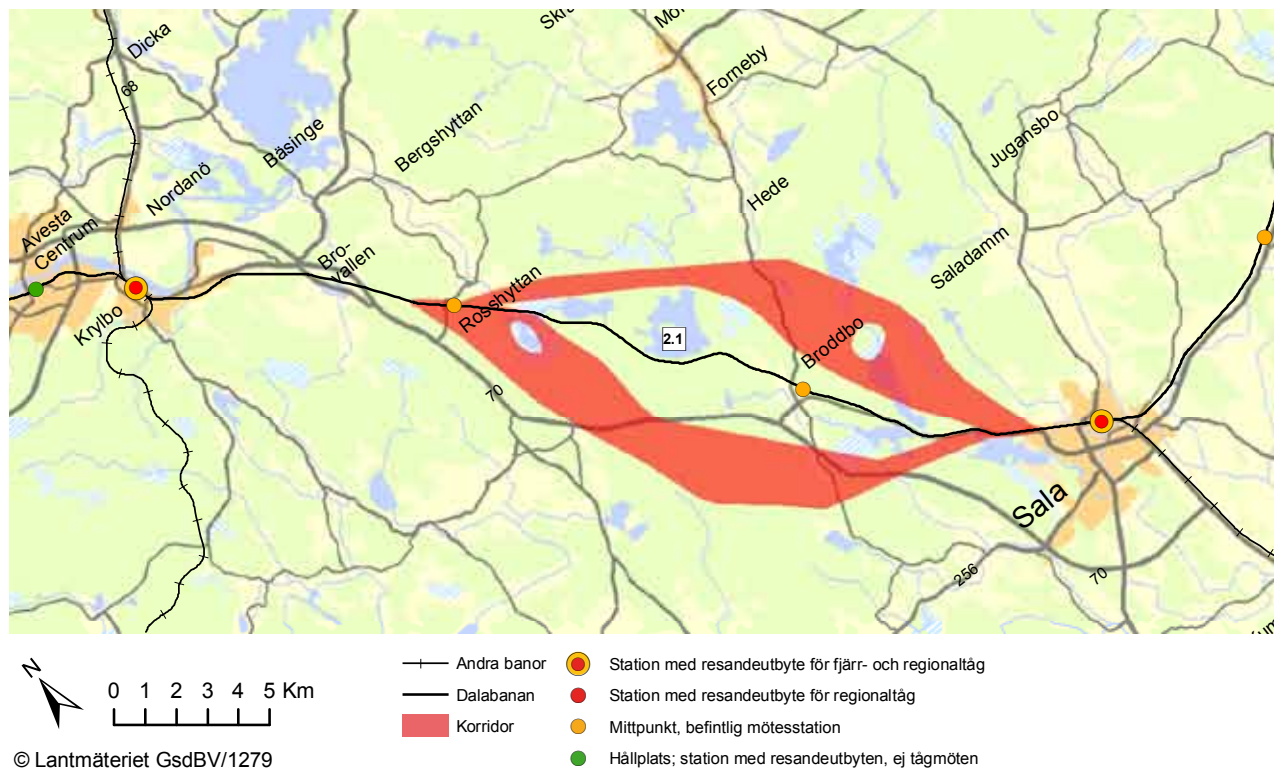 Dicka
68
Bäsinge
Nordanö
Avesta
Centrum
Krylbo
Bro-
vallen
Bergshyttan
Rosshyttan
70
2.1
Forneby
Hede
Broddbo
Jugansbo
Saladamm
Sala
256
70
N
0 1 2 3 4 5 Km
© Lantmäteriet GsdBV/1279
Andra banor
Dalabanan
Korridor
Station med resandeutbyte för fjärr- och regionaltåg
Station med resandeutbyte för regionaltåg
Mittpunkt, befintlig mötesstation
Hållplats; station med resandeutbyten, ej tågmöten